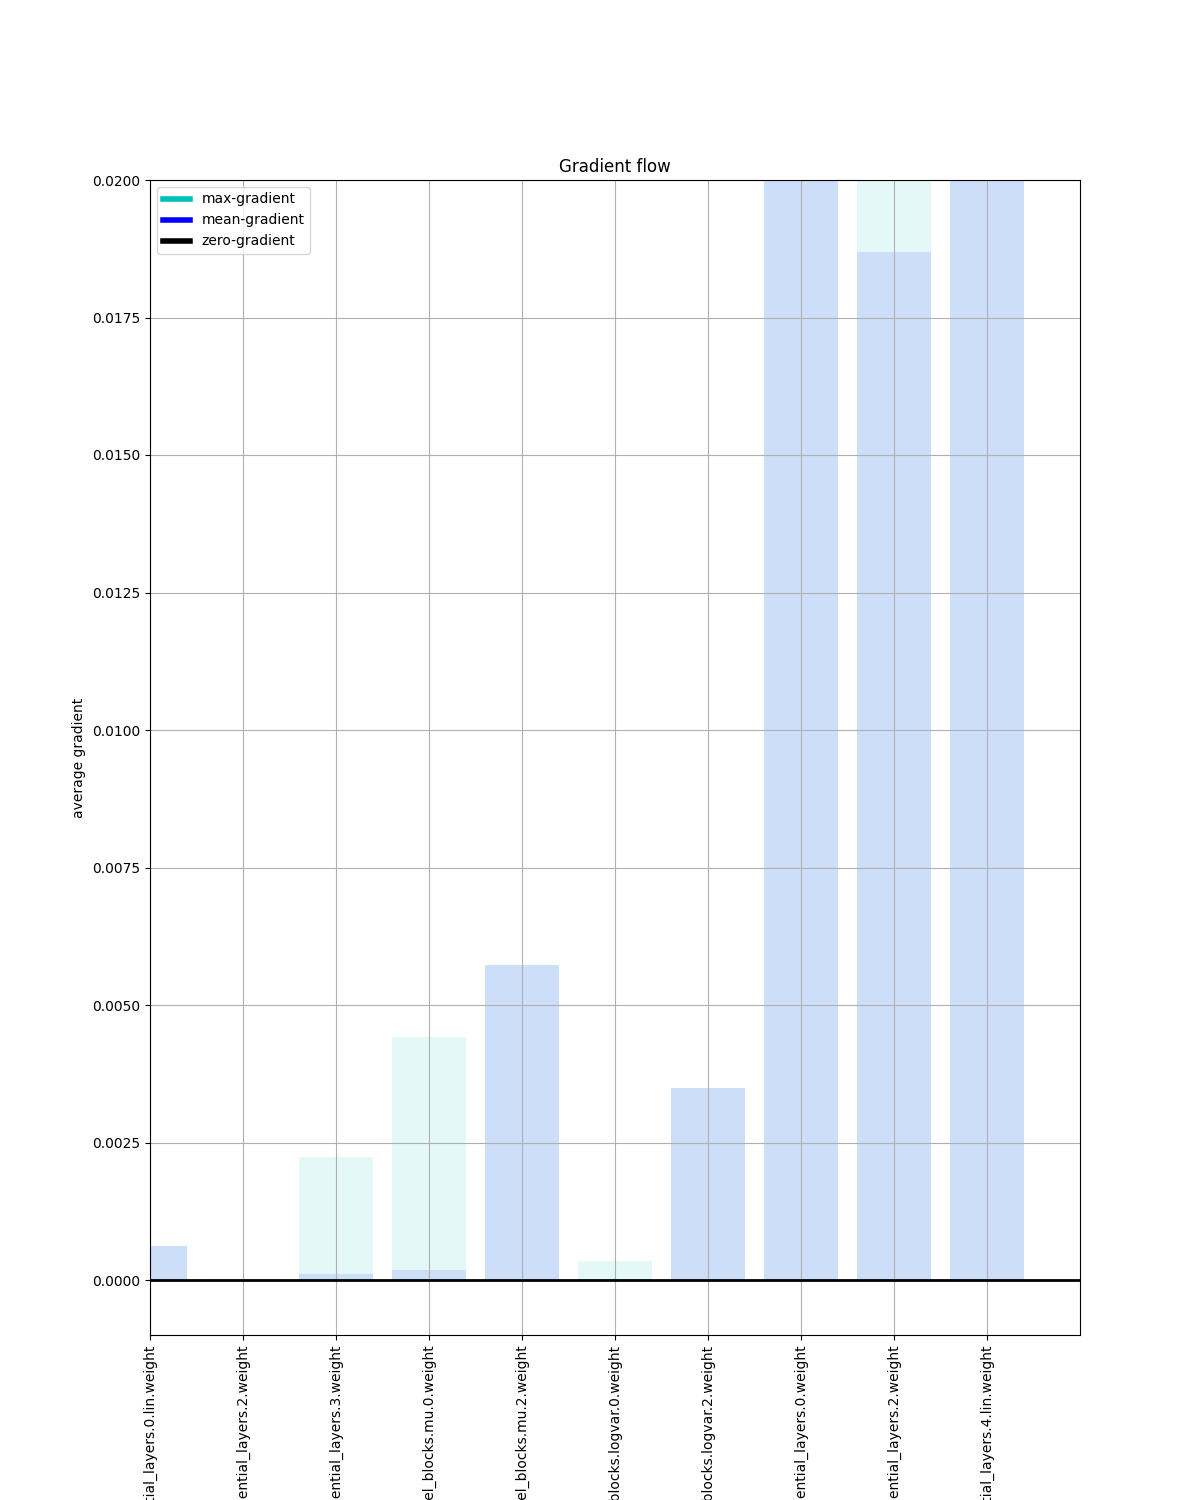 Gradient flow
max-gradient
mean-gradient
zero-gradient
0.0200
0.0175
0.0150
0.0125
0.0100
0.0075
0.0050
0.0025
0.0000
average gradient
tial_layers.0.lin.weight
ential_layers.2.weight
ential_layers.3.weight
el_blocks.mu.0.weight
el_blocks.mu.2.weight
blocks.logvar.0.weight
blocks.logvar.2.weight
ential_layers.0.weight
ential_layers.2.weight
tial_layers.4.lin.weight